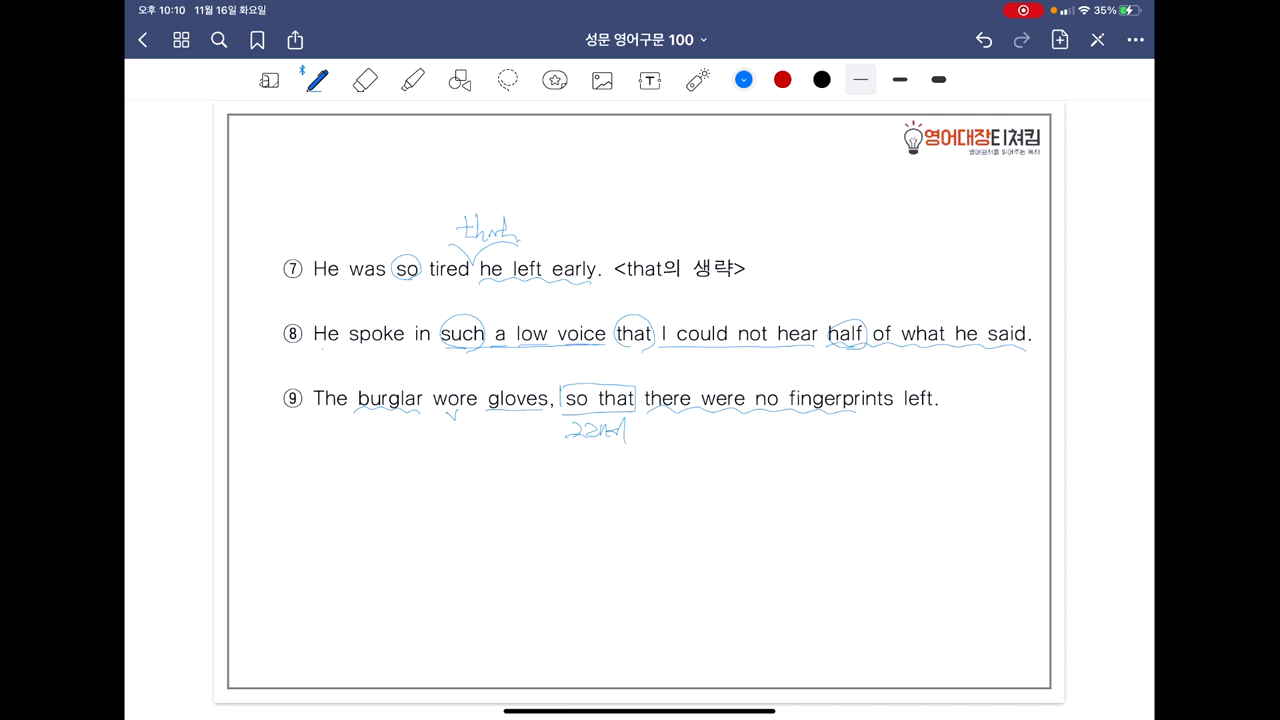 오후 10:10 11월 16일 화요일
35%
성문 영어구문 100
영어대장티쳐킴
that
⑦ He was so tired he left early. <that의 생략>
⑧ He spoke in such a low voice that I could not hear half of what he said.
⑨ The burglar wore gloves, so that there were no fingerprints left.